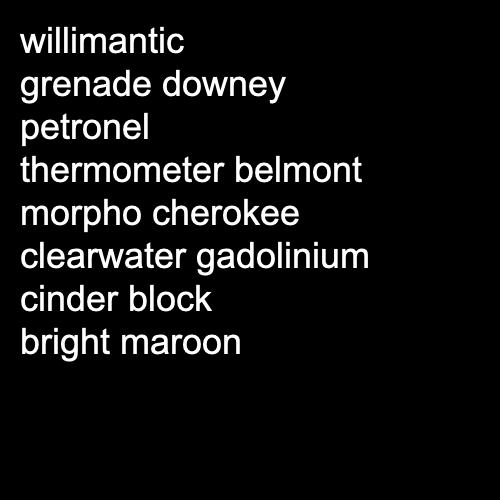 willimantic
grenade downey
petronel
thermometer belmont
morpho cherokee
clearwater gadolinium
cinder block
bright maroon